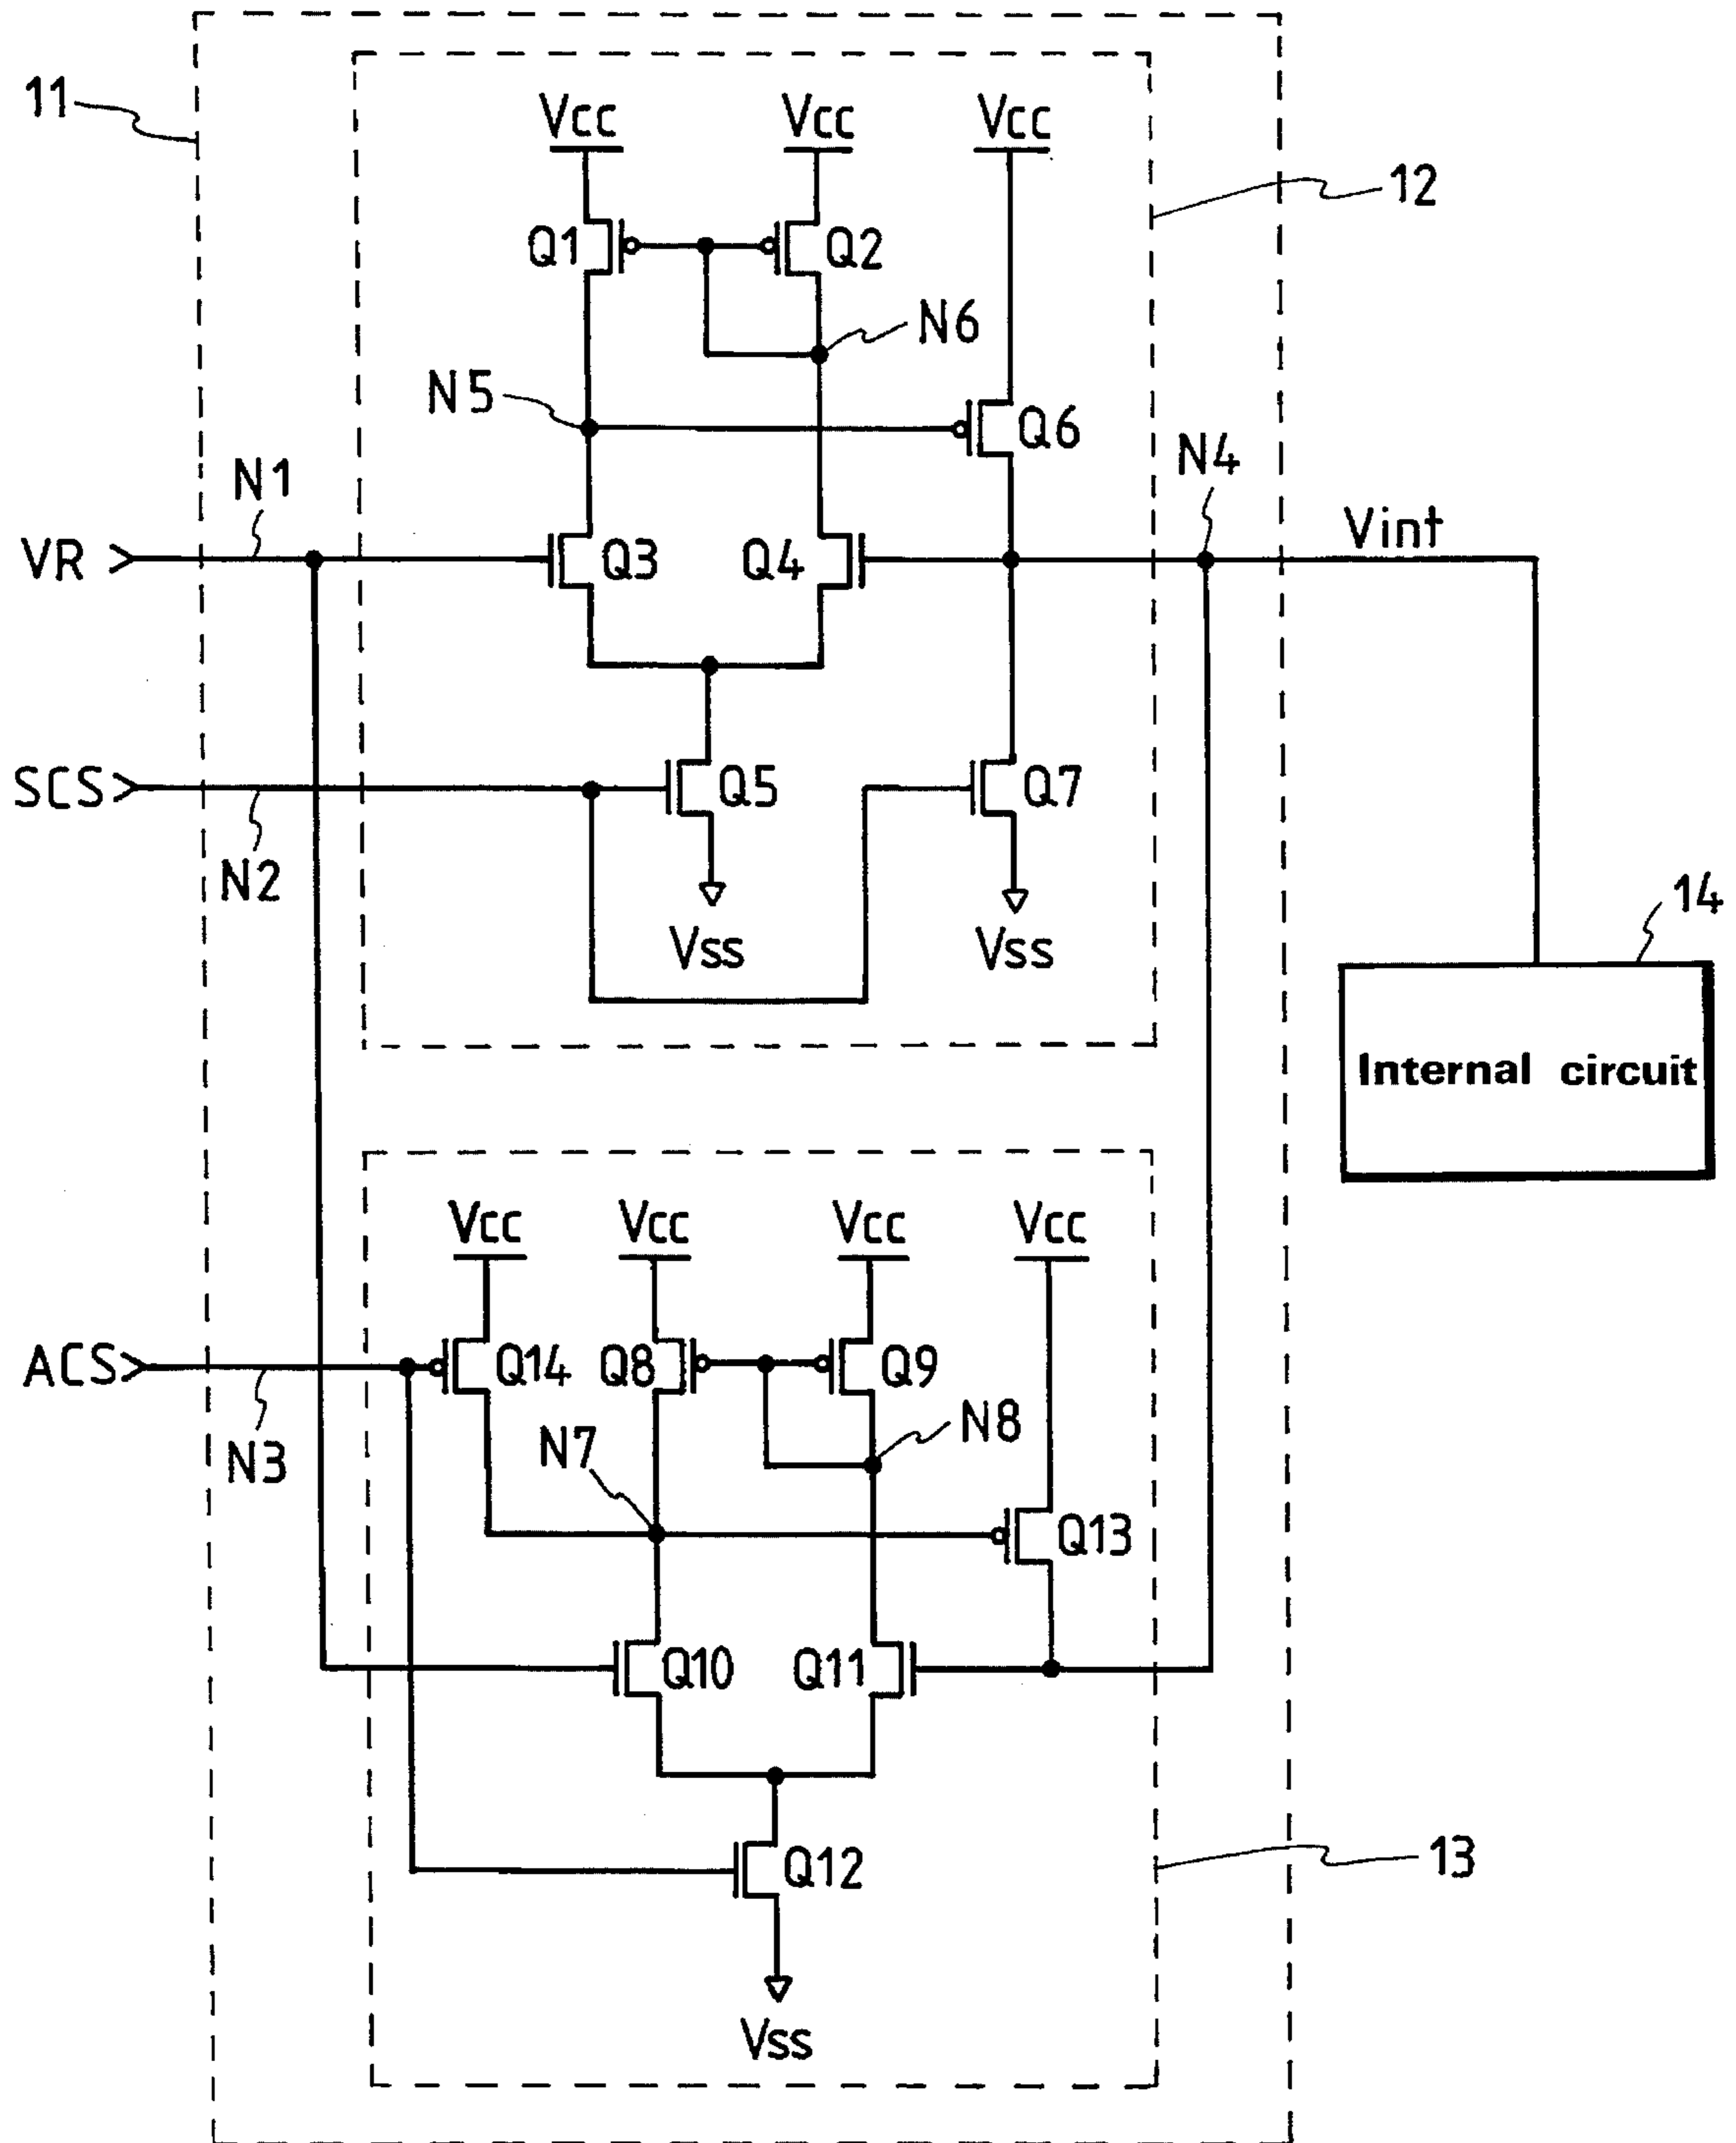 11
Vcc Vcc Vcc
12
Q1 Q2
N6
N5
Q6
N4
N1
Vint
VR
Q3 Q4
SCS
Q5 Q7
N2
14
Vss Vss
Internal circuit
Vcc Vcc Vcc Vcc
ACS
Q14 Q8 Q9
N8
N7
N3
Q13
Q10 Q11
13
Q12
Vss